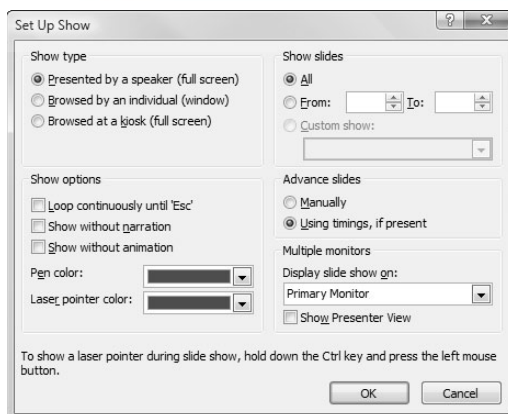 Set Up Show
Show type
Presented by a speaker (full screen)
Browsed by an individual (window)
Browsed at a kiosk (full screen)
Show slides
All
From: To:
Custom show:
Show options
Loop continuously until 'Esc'
Show without narration
Show without animation
Pen color:
Laser pointer color:
Advance slides
Manually
Using timings, if present
Multiple monitors
Display slide show on:
Primary Monitor
Show Presenter View
To show a laser pointer during slide show, hold down the Ctrl key and press the left mouse
button.
OK Cancel